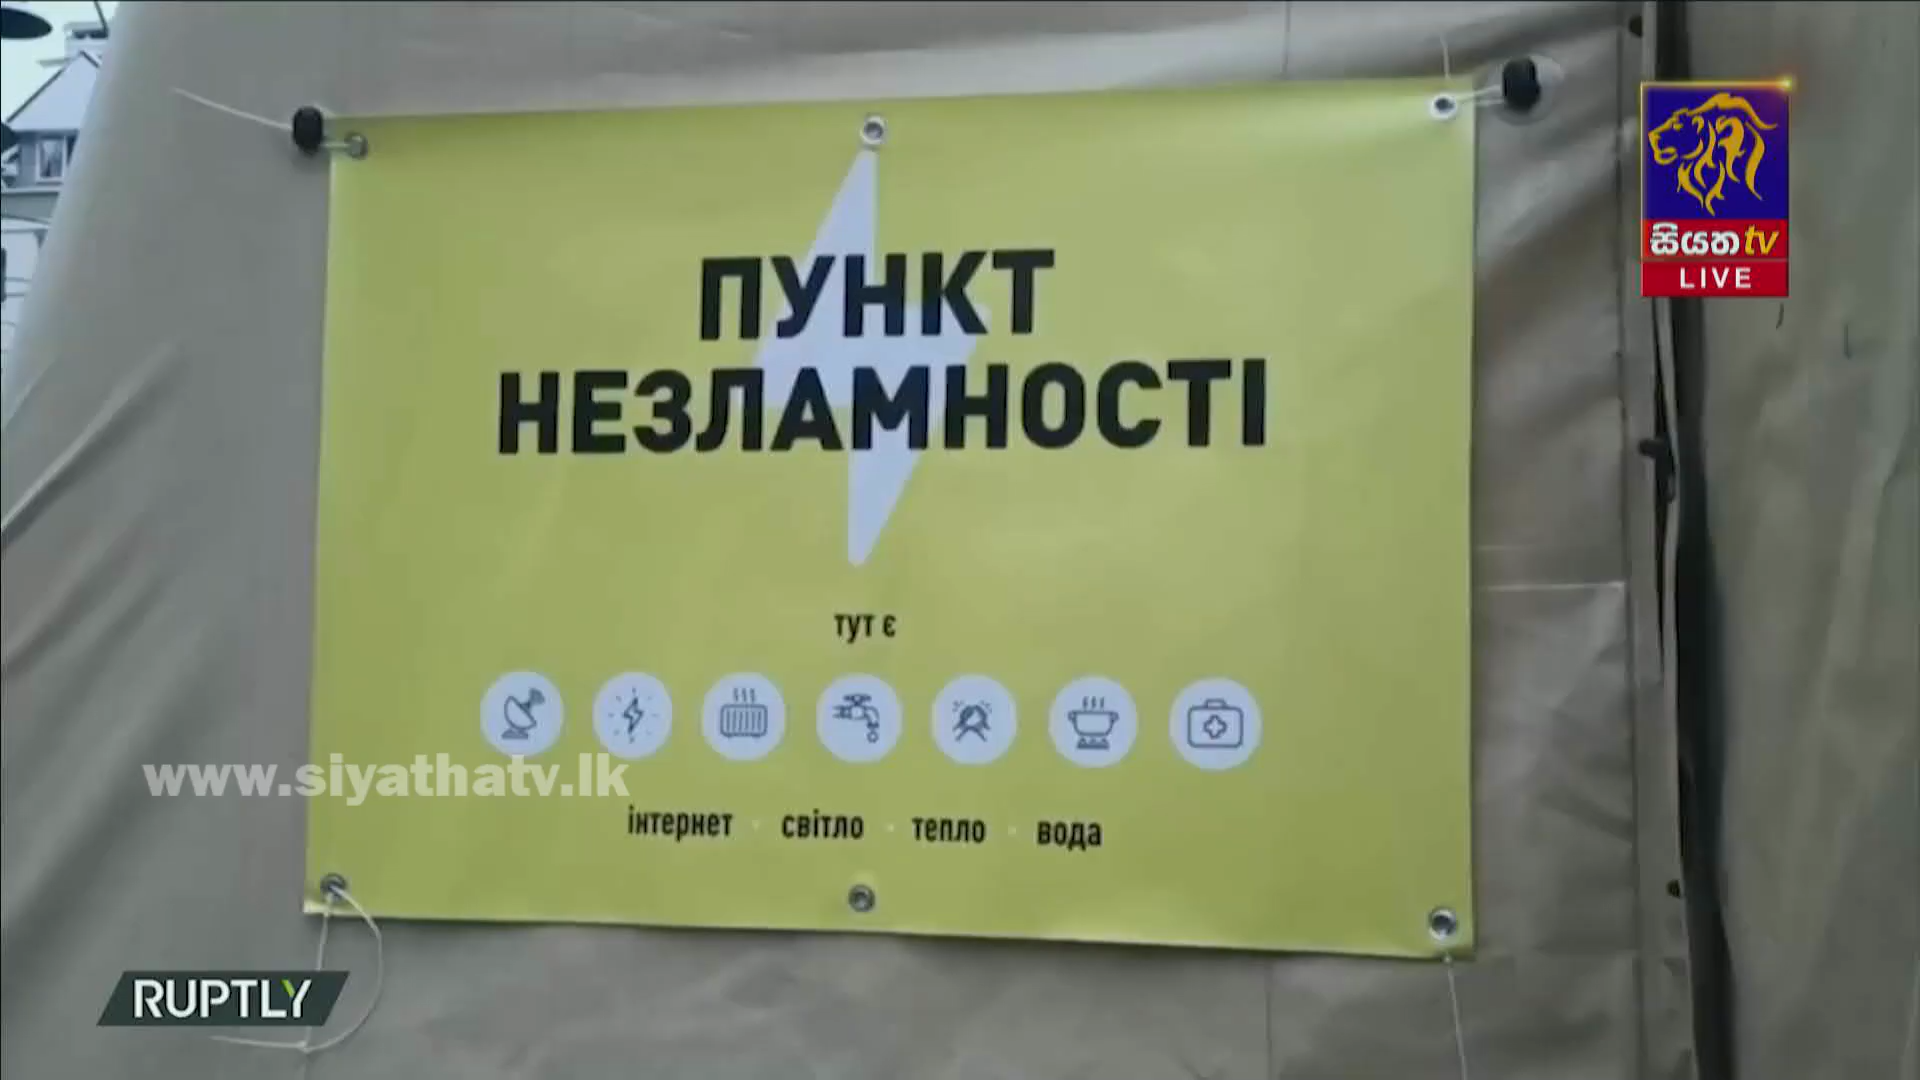 ПУНКТ
НЕЗЛАМНОСТІ
тут є
інтернет · світло · тепло · вода
සියත tv
LIVE
www.siyathatv.lk
RUPTLY